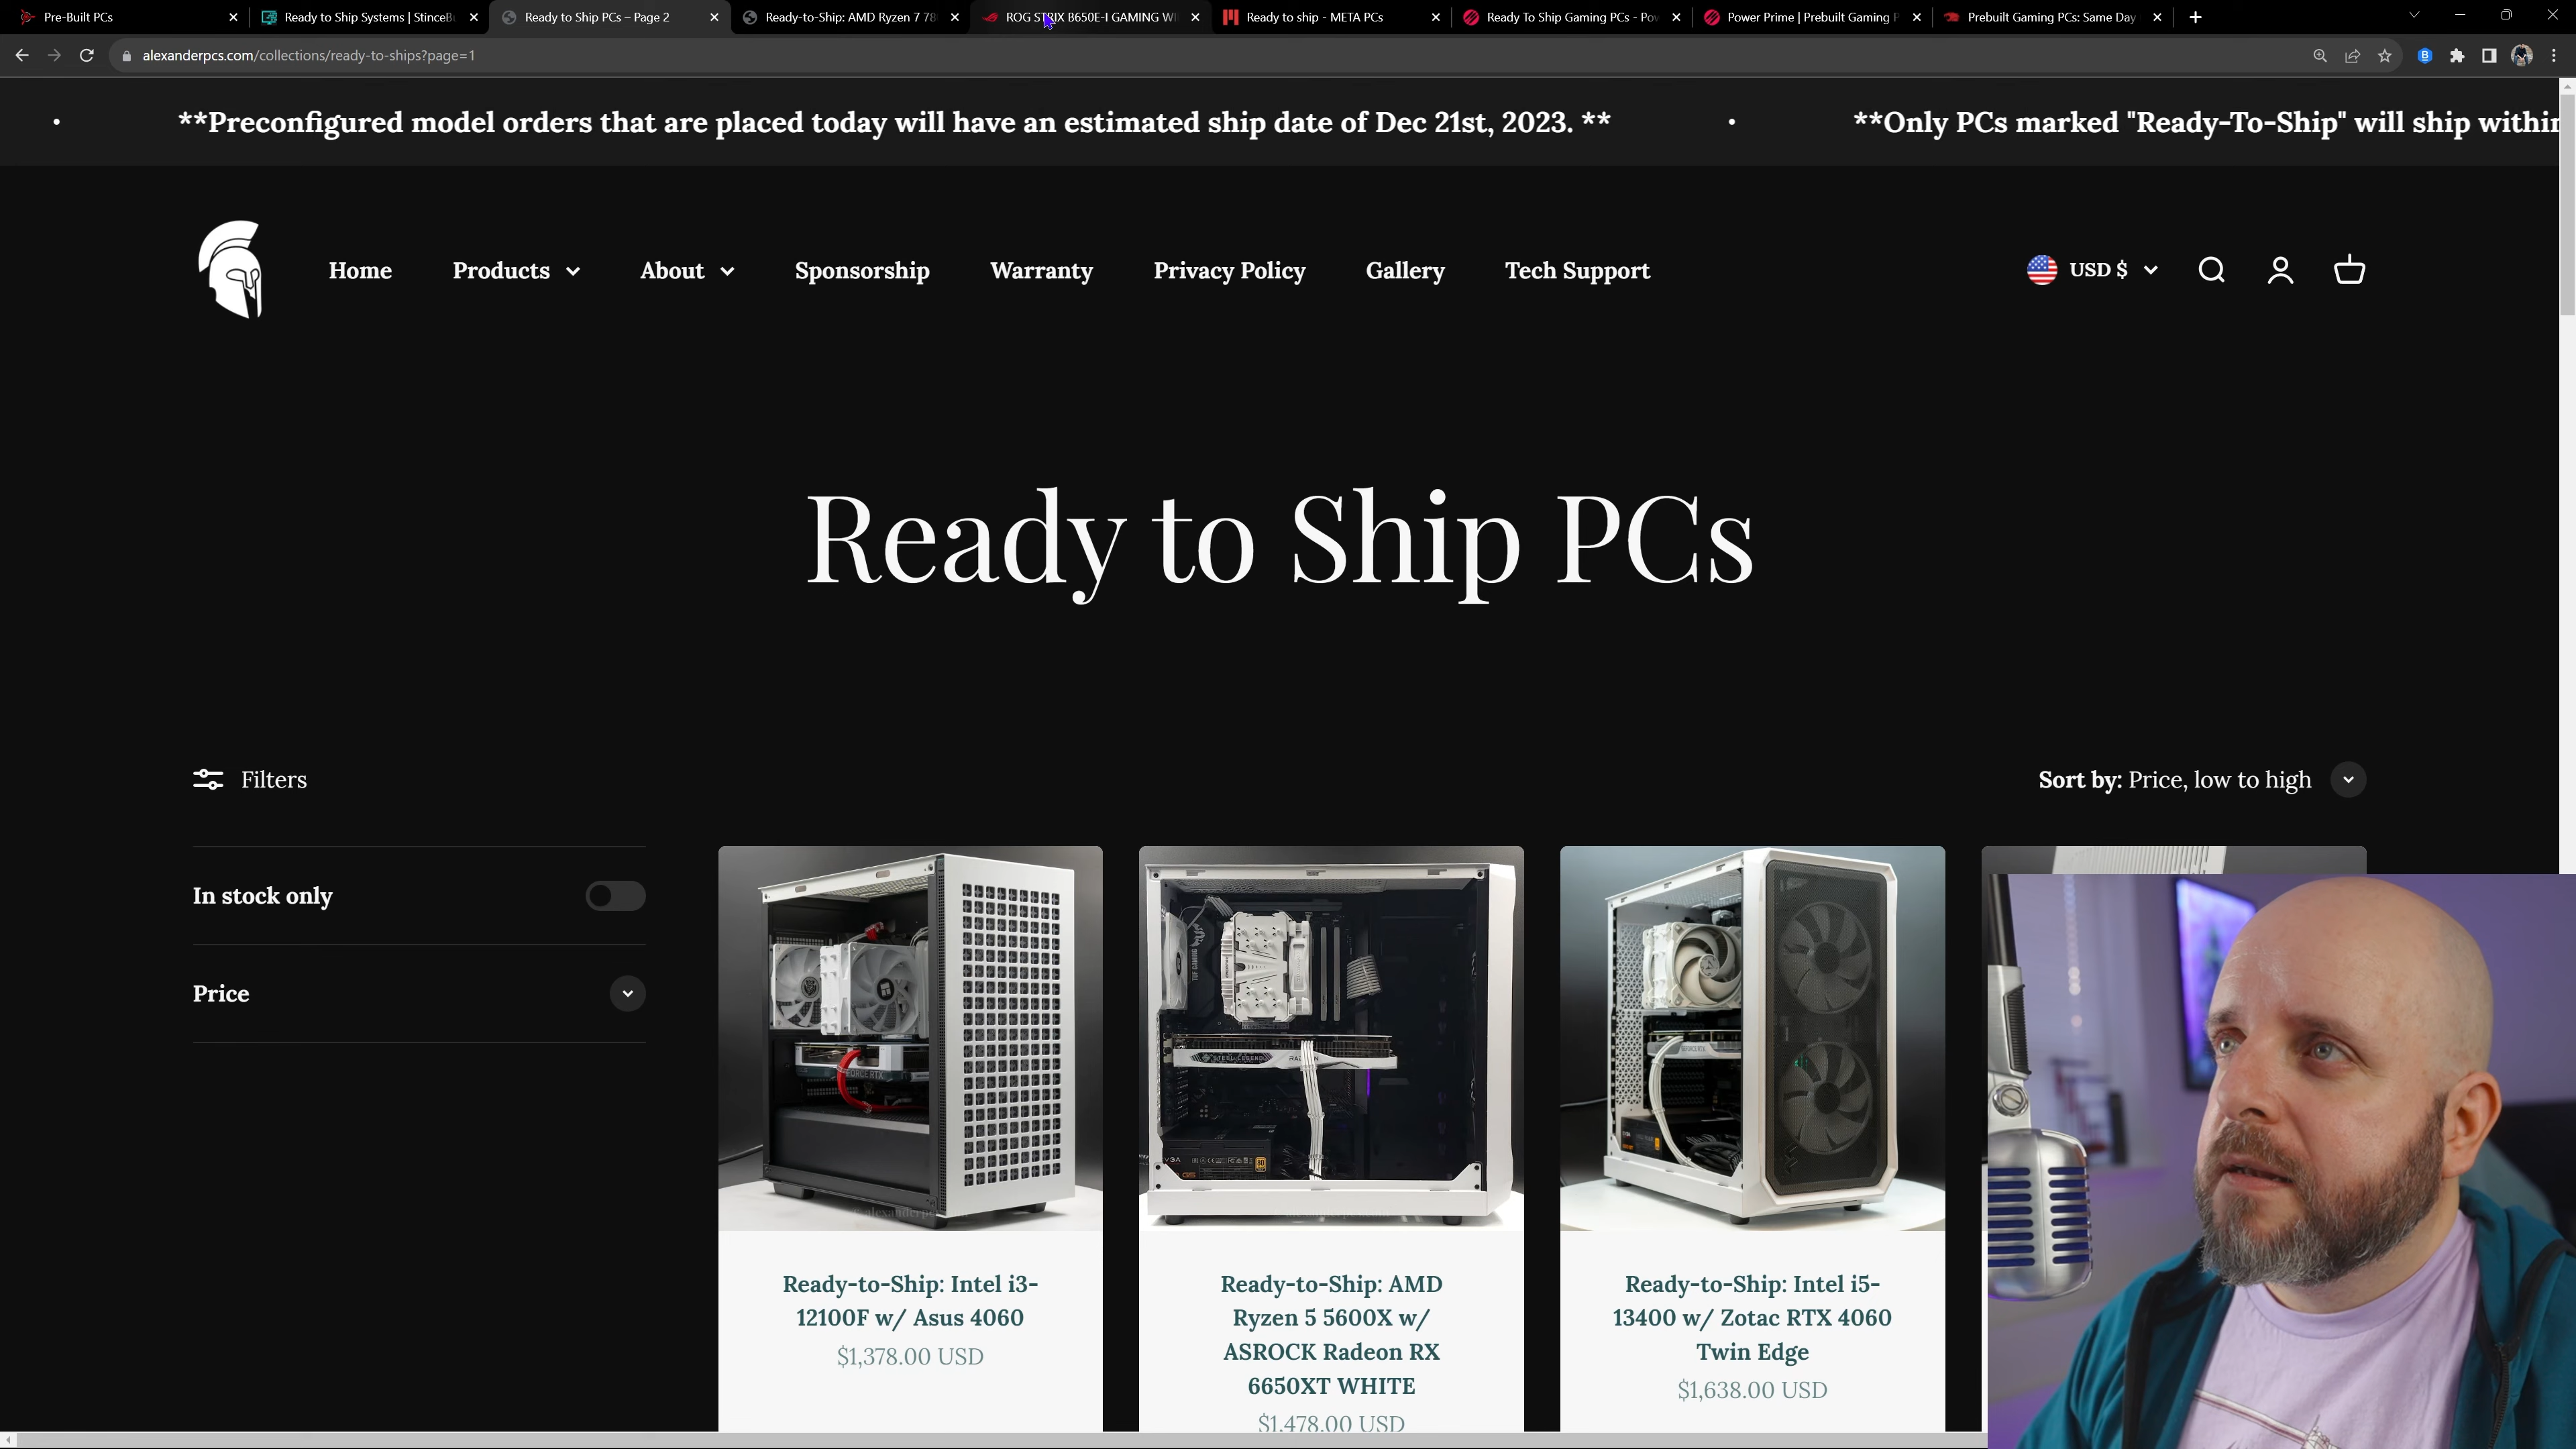 Pre-Built PCs
Ready to Ship Systems | StinceBu
Ready to Ship PCs – Page 2
Ready-to-Ship: AMD Ryzen 7 78
ROG STRIX B650E-I GAMING WI
Ready to ship - META PCs
Ready To Ship Gaming PCs - Pow
Power Prime | Prebuilt Gaming P
Prebuilt Gaming PCs: Same Day
alexanderpcs.com/collections/ready-to-ships?page=1
• **Preconfigured model orders that are placed today will have an estimated ship date of Dec 21st, 2023. ** • **Only PCs marked "Ready-To-Ship" will ship within
Home Products About Sponsorship Warranty Privacy Policy Gallery Tech Support USD $
Ready to Ship PCs
Filters
Sort by: Price, low to high
In stock only
Price
Ready-to-Ship: Intel i3-
12100F w/ Asus 4060
$1,378.00 USD
Ready-to-Ship: AMD
Ryzen 5 5600X w/
ASROCK Radeon RX
6650XT WHITE
$1,478.00 USD
Ready-to-Ship: Intel i5-
13400 w/ Zotac RTX 4060
Twin Edge
$1,638.00 USD